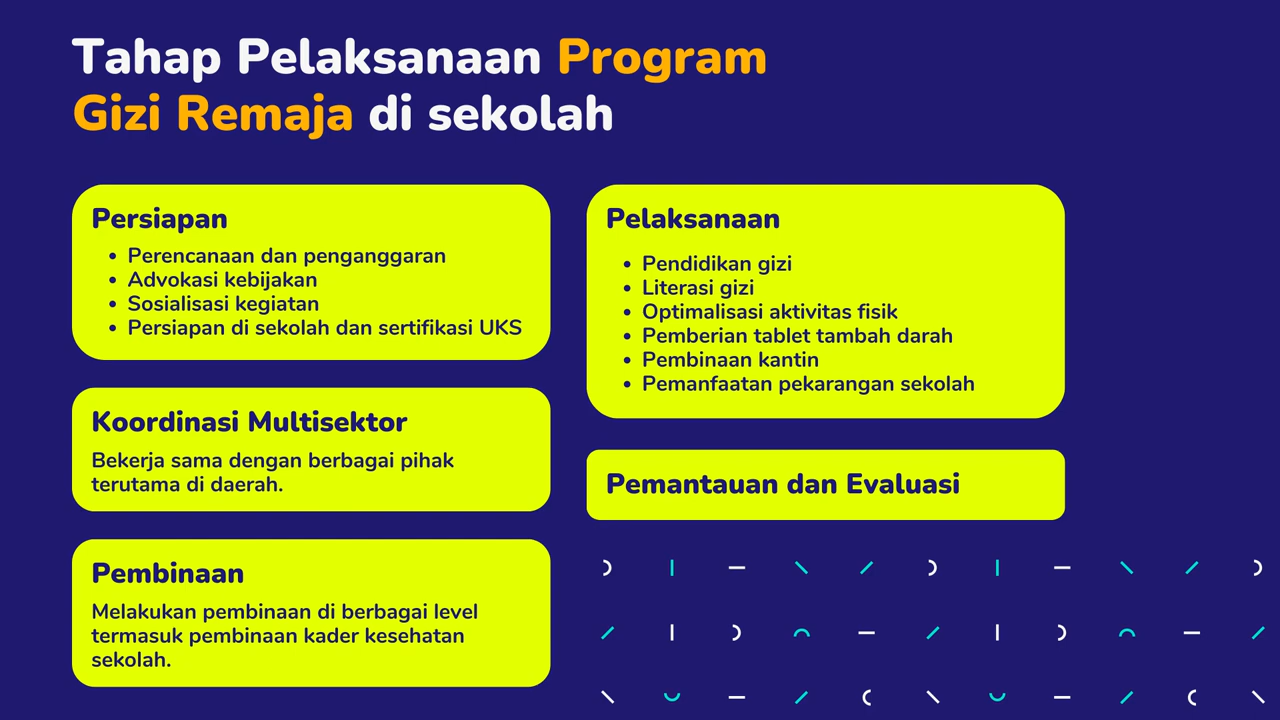 Tahap Pelaksanaan Program
Gizi Remaja di sekolah
Persiapan
• Perencanaan dan penganggaran
• Advokasi kebijakan
• Sosialisasi kegiatan
• Persiapan di sekolah dan sertifikasi UKS
Koordinasi Multisektor
Bekerja sama dengan berbagai pihak
terutama di daerah.
Pembinaan
Melakukan pembinaan di berbagai level
termasuk pembinaan kader kesehatan
sekolah.
Pelaksanaan
• Pendidikan gizi
• Literasi gizi
• Optimalisasi aktivitas fisik
• Pemberian tablet tambah darah
• Pembinaan kantin
• Pemanfaatan pekarangan sekolah
Pemantauan dan Evaluasi